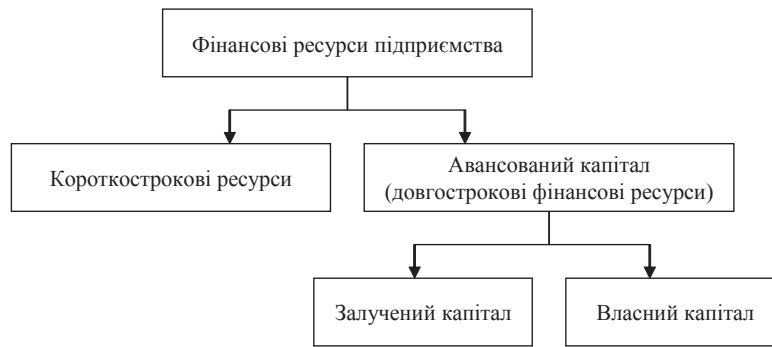 Фінансові ресурси підприємства
Короткострокові ресурси
Авансований капітал
(довгострокові фінансові ресурси)
Залучений капітал
Власний капітал